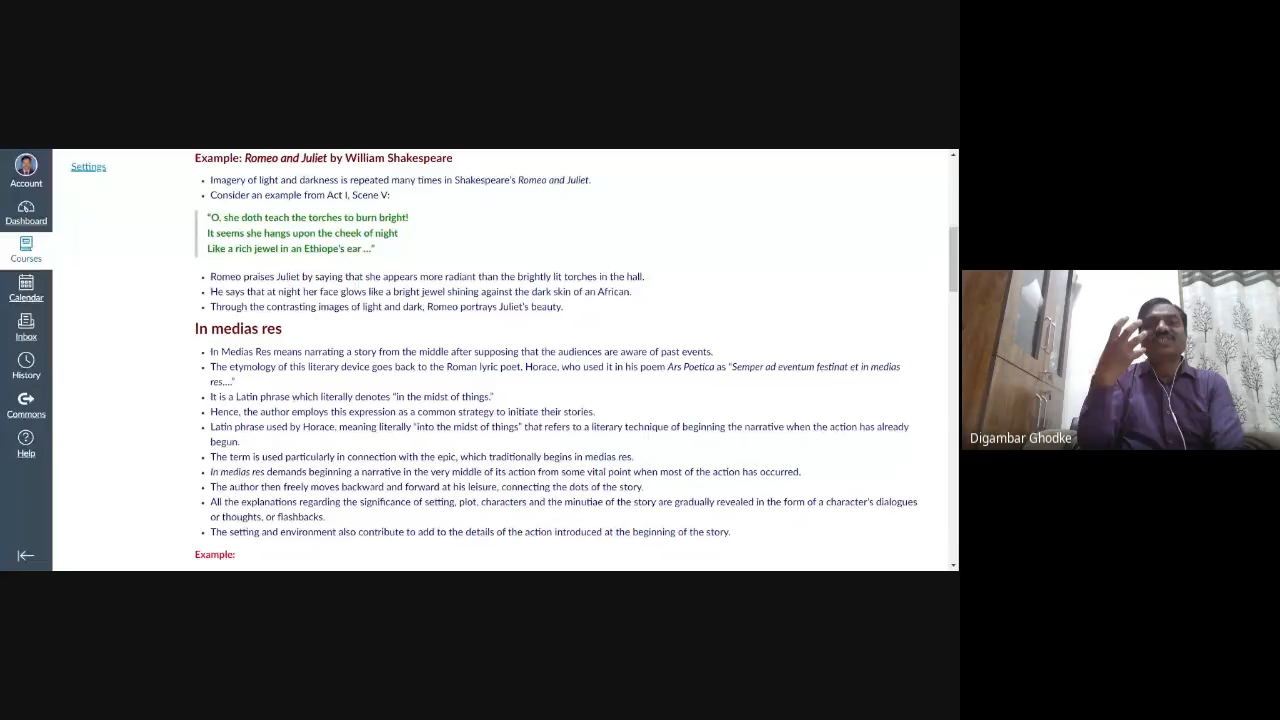 Account
Dashboard
Courses
Calendar
Inbox
History
Commons
Help
Settings
Example: Romeo and Juliet by William Shakespeare
Imagery of light and darkness is repeated many times in Shakespeare's Romeo and Juliet.
Consider an example from Act I, Scene V:
"O, she doth teach the torches to burn bright!
It seems she hangs upon the cheek of night
Like a rich jewel in an Ethiope's ear ..."
Romeo praises Juliet by saying that she appears more radiant than the brightly lit torches in the hall.
He says that at night her face glows like a bright jewel shining against the dark skin of an African.
Through the contrasting images of light and dark, Romeo portrays Juliet's beauty.
In medias res
In Medias Res means narrating a story from the middle after supposing that the audiences are aware of past events.
The etymology of this literary device goes back to the Roman lyric poet, Horace, who used it in his poem Ars Poetica as "Semper ad eventum festinat et in medias
res,..."
It is a Latin phrase which literally denotes "in the midst of things."
Hence, the author employs this expression as a common strategy to initiate their stories.
Latin phrase used by Horace, meaning literally "into the midst of things" that refers to a literary technique of beginning the narrative when the action has already
begun.
The term is used particularly in connection with the epic, which traditionally begins in medias res.
In medias res demands beginning a narrative in the very middle of its action from some vital point when most of the action has occurred.
The author then freely moves backward and forward at his leisure, connecting the dots of the story.
All the explanations regarding the significance of setting, plot, characters and the minutiae of the story are gradually revealed in the form of a character's dialogues
or thoughts, or flashbacks.
The setting and environment also contribute to add to the details of the action introduced at the beginning of the story.
Example:
Digambar Ghodke